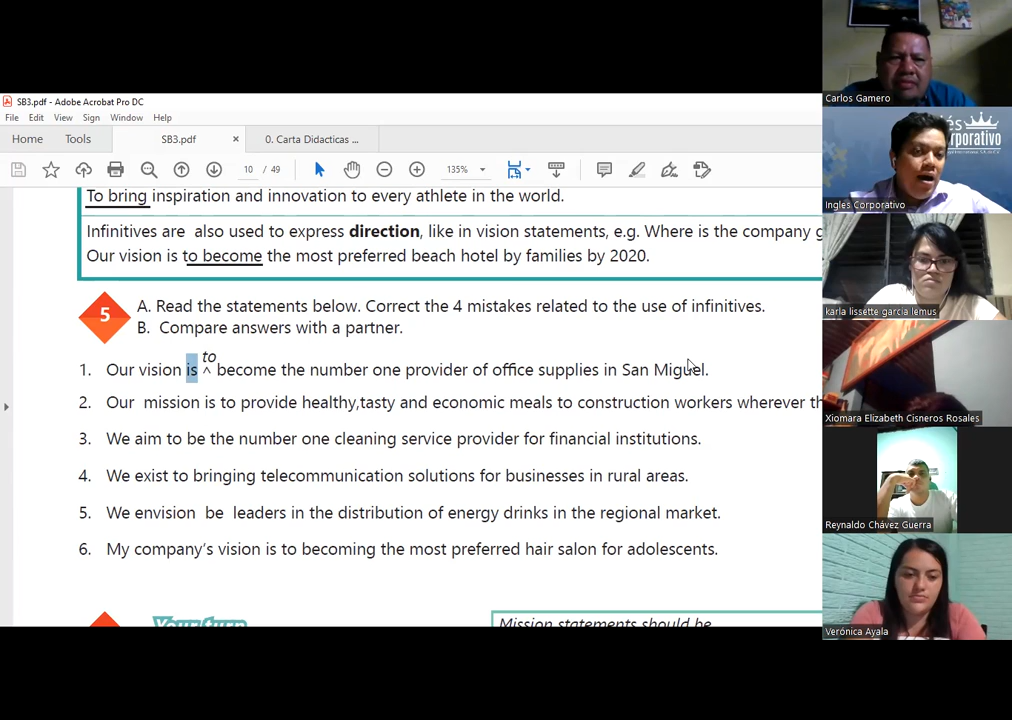 Carlos Gamero
SB3.pdf - Adobe Acrobat Pro DC
File Edit View Sign Window Help
Home Tools SB3.pdf × 0. Carta Didacticas ...
10 / 49 135%
To bring inspiration and innovation to every athlete in the world.
Infinitives are also used to express direction, like in vision statements, e.g. Where is the company g
Our vision is to become the most preferred beach hotel by families by 2020.
5
A. Read the statements below. Correct the 4 mistakes related to the use of infinitives.
B. Compare answers with a partner.
to
1. Our vision is ^ become the number one provider of office supplies in San Miguel.
2. Our mission is to provide healthy,tasty and economic meals to construction workers wherever th
3. We aim to be the number one cleaning service provider for financial institutions.
4. We exist to bringing telecommunication solutions for businesses in rural areas.
5. We envision be leaders in the distribution of energy drinks in the regional market.
6. My company's vision is to becoming the most preferred hair salon for adolescents.
Your turn
Mission statements should be
orporativo
Ingles Corporativo
karla lissette garcia lemus
Xiomara Elizabeth Cisneros Rosales
Reynaldo Chávez Guerra
Verónica Ayala